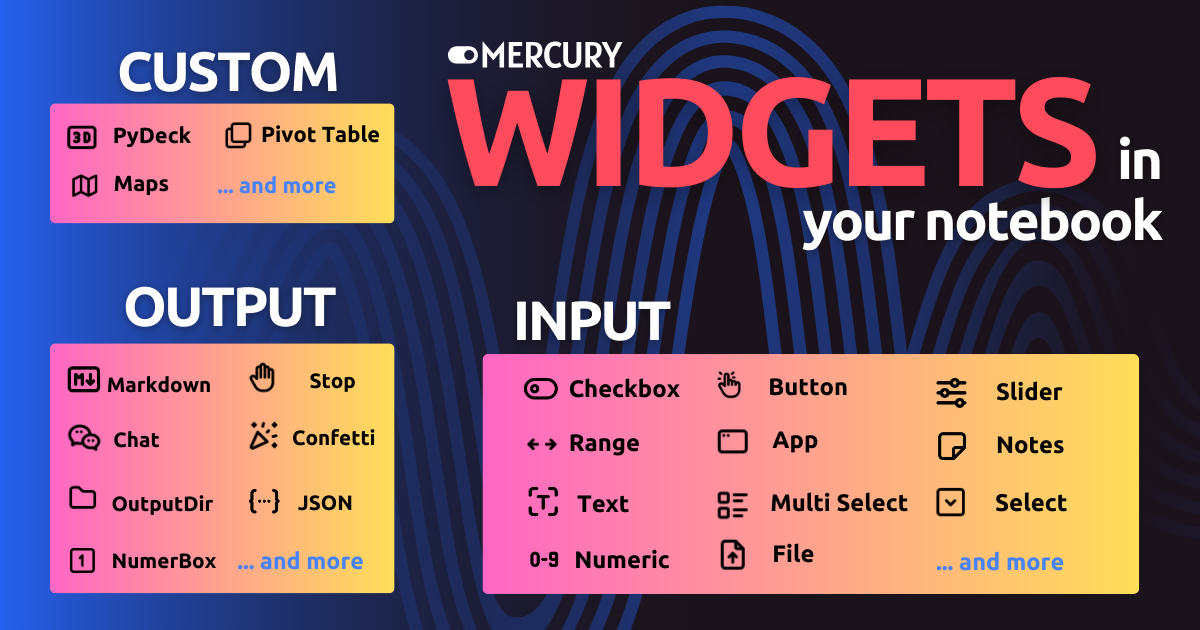 MERCURY
WIDGETS in
your notebook
CUSTOM
3D PyDeck
Pivot Table
Maps
... and more
OUTPUT
M Markdown
Stop
Chat
Confetti
OutputDir
{...} JSON
1 NumerBox
... and more
INPUT
Checkbox
Button
Slider
Range
App
Notes
T Text
Multi Select
Select
0-9 Numeric
File
... and more